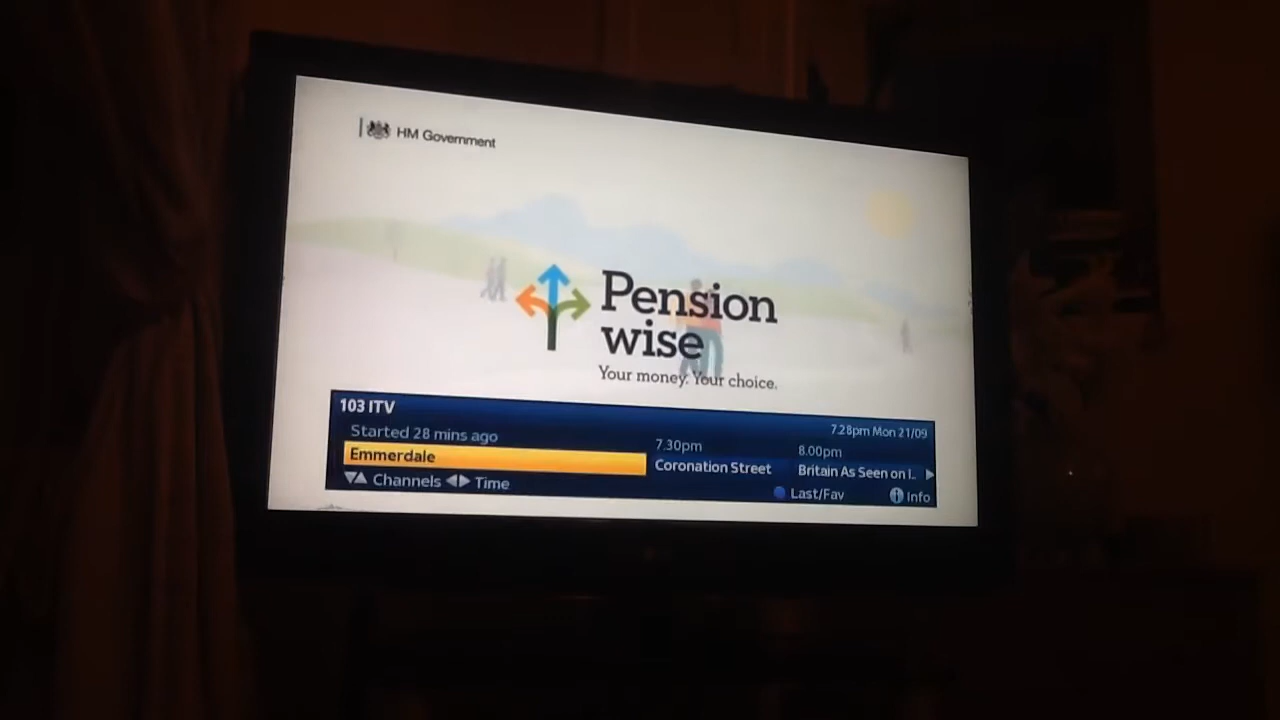 HM Government
Pension
wise
Your money. Your choice.
103 ITV
7.28pm Mon 21/09
Started 28 mins ago
7.30pm
8.00pm
Emmerdale
Coronation Street
Britain As Seen on I..
Channels
Time
Last/Fav
i Info